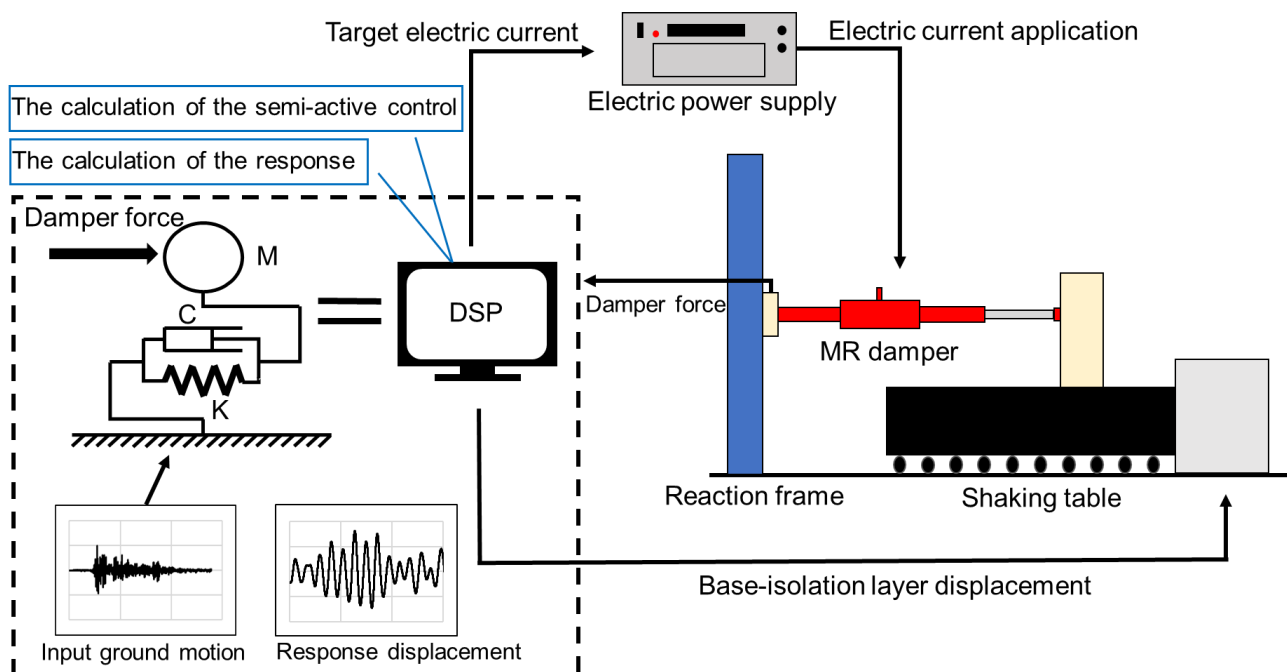 Target electric current
Electric current application
Electric power supply
The calculation of the semi-active control
The calculation of the response
Damper force
M
C
K
DSP
Damper force
MR damper
Reaction frame
Shaking table
Base-isolation layer displacement
Input ground motion
Response displacement